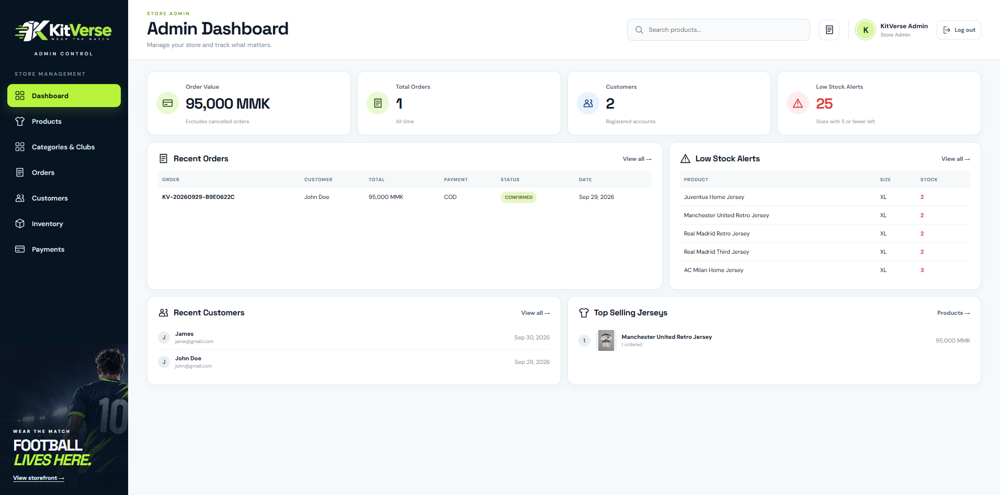 KitVerse
WEAR THE MATCH
ADMIN CONTROL
STORE MANAGEMENT
Dashboard
Products
Categories & Clubs
Orders
Customers
Inventory
Payments
10
WEAR THE MATCH
FOOTBALL
LIVES HERE.
View storefront →
STORE ADMIN
Admin Dashboard
Manage your store and track what matters.
Search products...
K
KitVerse Admin
Store Admin
Log out
Order Value
95,000 MMK
Excludes cancelled orders
Total Orders
1
All time
Customers
2
Registered accounts
Low Stock Alerts
25
Sizes with 5 or fewer left
Recent Orders
View all →
ORDER CUSTOMER TOTAL PAYMENT STATUS DATE
KV-20260929-B9E0622C John Doe 95,000 MMK COD CONFIRMED Sep 29, 2026
Low Stock Alerts
View all →
PRODUCT SIZE STOCK
Juventus Home Jersey XL 2
Manchester United Retro Jersey XL 2
Real Madrid Retro Jersey XL 2
Real Madrid Third Jersey XL 2
AC Milan Home Jersey XL 3
Recent Customers
View all →
J
James
jame@gmail.com
Sep 30, 2026
J
John Doe
john@gmail.com
Sep 29, 2026
Top Selling Jerseys
Products →
1
Manchester United Retro Jersey
1 ordered
95,000 MMK